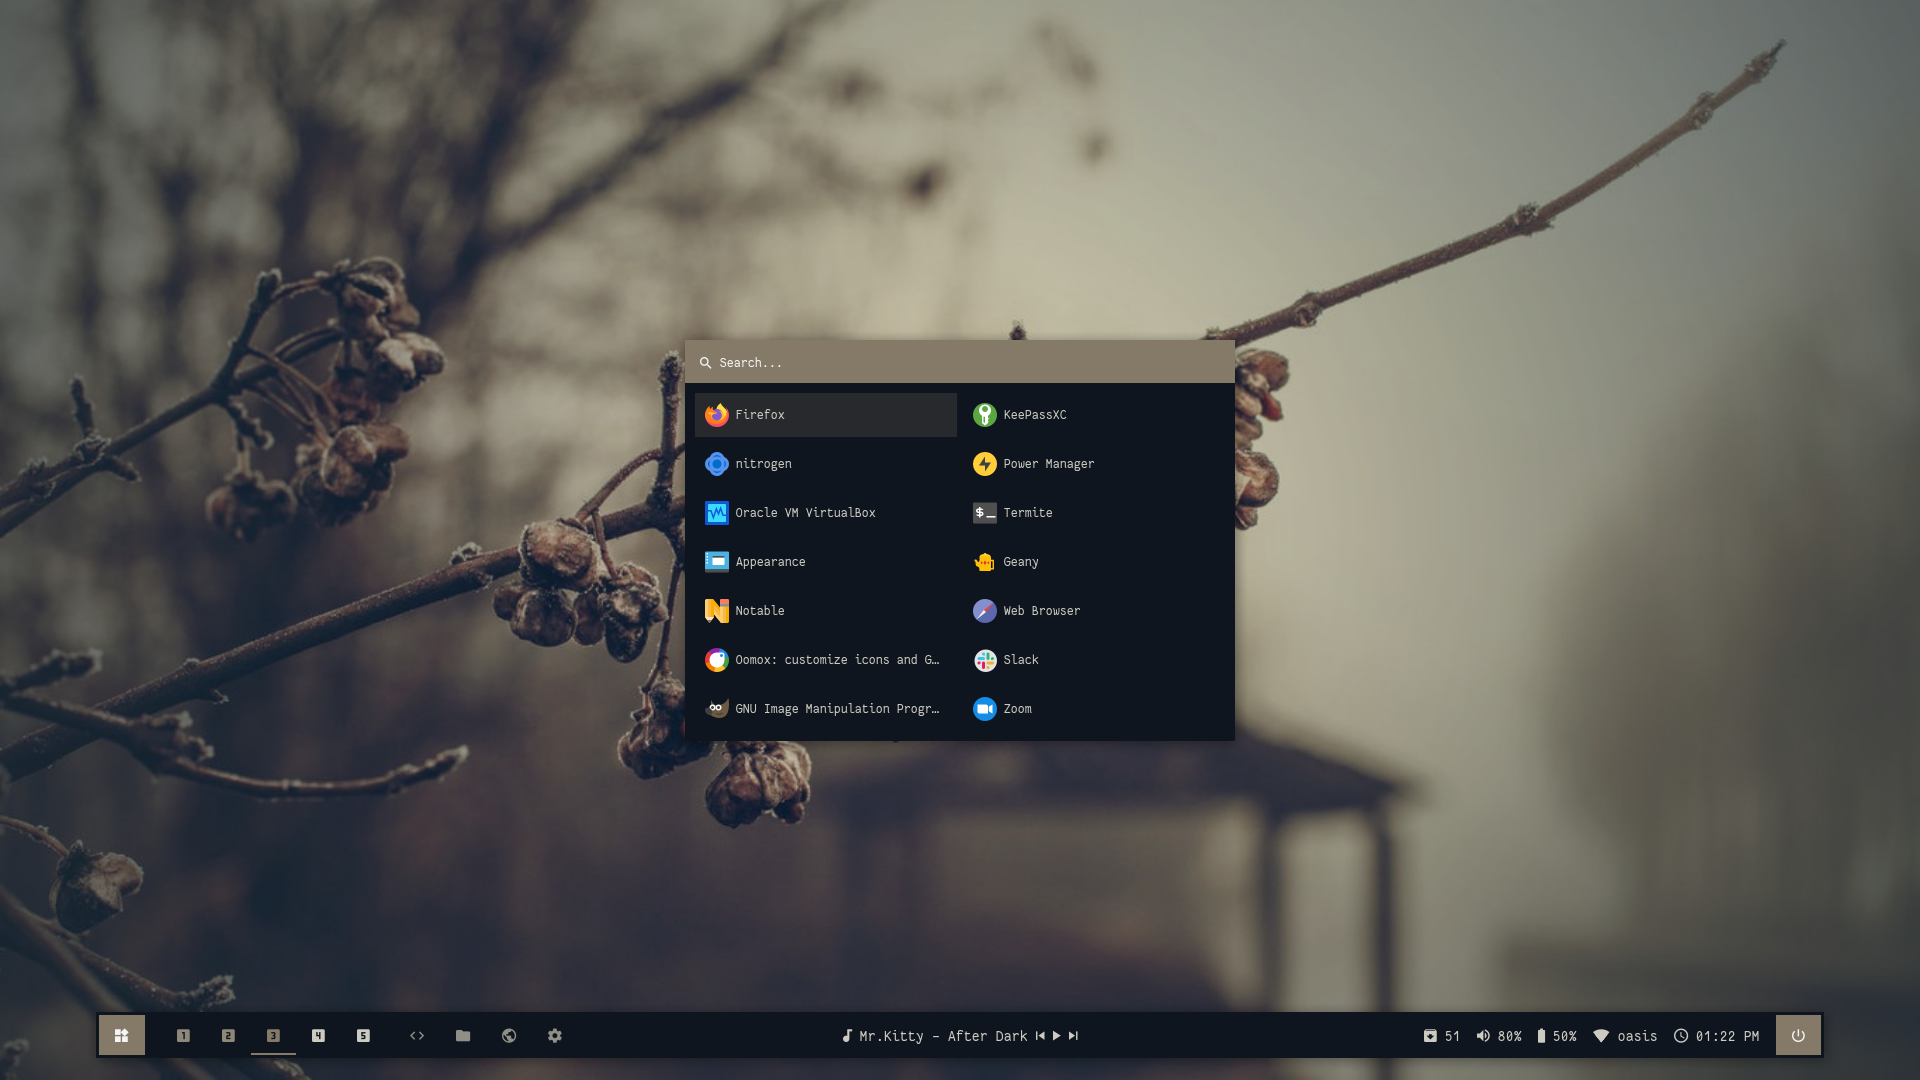 Search...
Firefox
KeePassXC
nitrogen
Power Manager
Oracle VM VirtualBox
$_ Termite
Appearance
Geany
Notable
Web Browser
Oomox: customize icons and G…
Slack
GNU Image Manipulation Progr…
Zoom
1 2 3 4 5
Mr.Kitty - After Dark
51 80% 50% oasis 01:22 PM